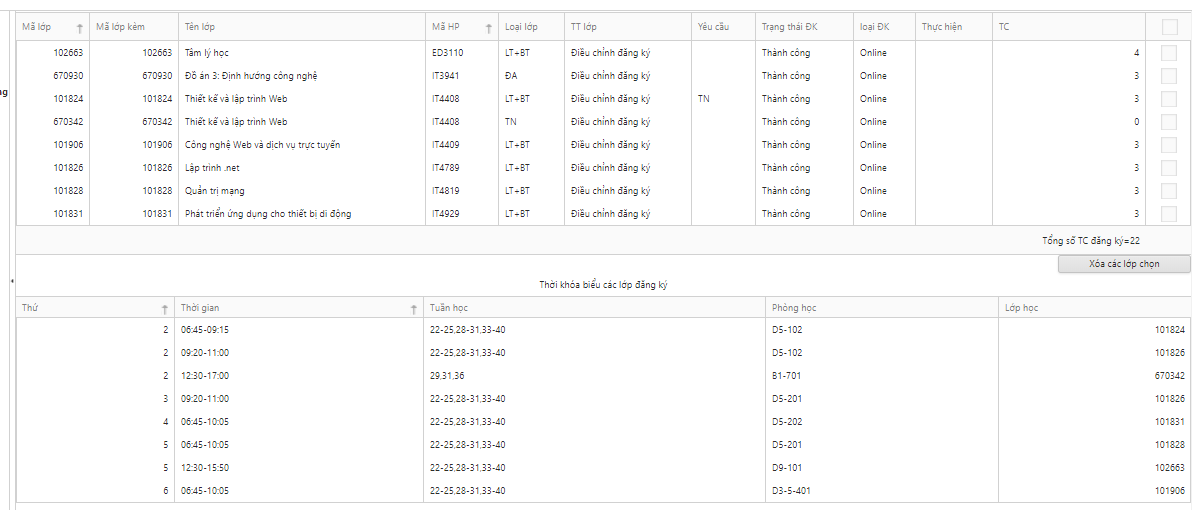 Mã lớp Mã lớp kèm Tên lớp Mã HP Loại lớp TT lớp Yêu cầu Trạng thái ĐK loại ĐK Thực hiện TC
102663 102663 Tâm lý học ED3110 LT+BT Điều chỉnh đăng ký Thành công Online 4
670930 670930 Đồ án 3: Định hướng công nghệ IT3941 ĐA Điều chỉnh đăng ký Thành công Online 3
ng
101824 101824 Thiết kế và lập trình Web IT4408 LT+BT Điều chỉnh đăng ký TN Thành công Online 3
670342 670342 Thiết kế và lập trình Web IT4408 TN Điều chỉnh đăng ký Thành công Online 0
101906 101906 Công nghệ Web và dịch vụ trực tuyến IT4409 LT+BT Điều chỉnh đăng ký Thành công Online 3
101826 101826 Lập trình .net IT4789 LT+BT Điều chỉnh đăng ký Thành công Online 3
101828 101828 Quản trị mạng IT4819 LT+BT Điều chỉnh đăng ký Thành công Online 3
101831 101831 Phát triển ứng dụng cho thiết bị di động IT4929 LT+BT Điều chỉnh đăng ký Thành công Online 3
Tổng số TC đăng ký=22
Xóa các lớp chọn
Thời khóa biểu các lớp đăng ký
Thứ Thời gian Tuần học Phòng học Lớp học
2 06:45-09:15 22-25,28-31,33-40 D5-102 101824
2 09:20-11:00 22-25,28-31,33-40 D5-102 101826
2 12:30-17:00 29,31,36 B1-701 670342
3 09:20-11:00 22-25,28-31,33-40 D5-201 101826
4 06:45-10:05 22-25,28-31,33-40 D5-202 101831
5 06:45-10:05 22-25,28-31,33-40 D5-201 101828
5 12:30-15:50 22-25,28-31,33-40 D9-101 102663
6 06:45-10:05 22-25,28-31,33-40 D3-5-401 101906